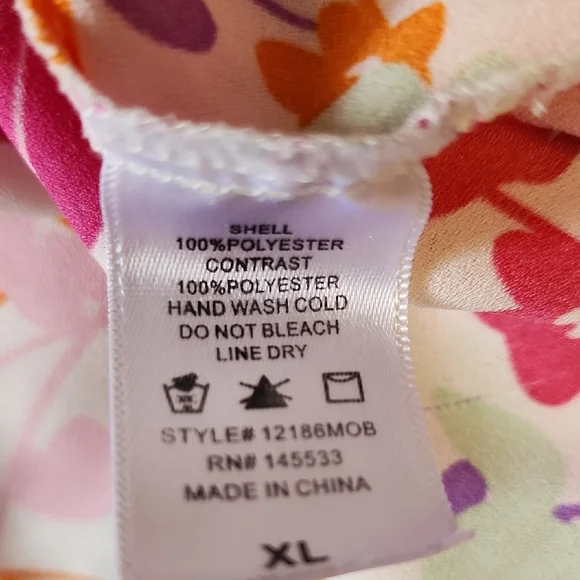 SHELL
100%POLYESTER
CONTRAST
100%POLYESTER
HAND WASH COLD
DO NOT BLEACH
LINE DRY
STYLE# 12186MOB
RN# 145533
MADE IN CHINA
XL